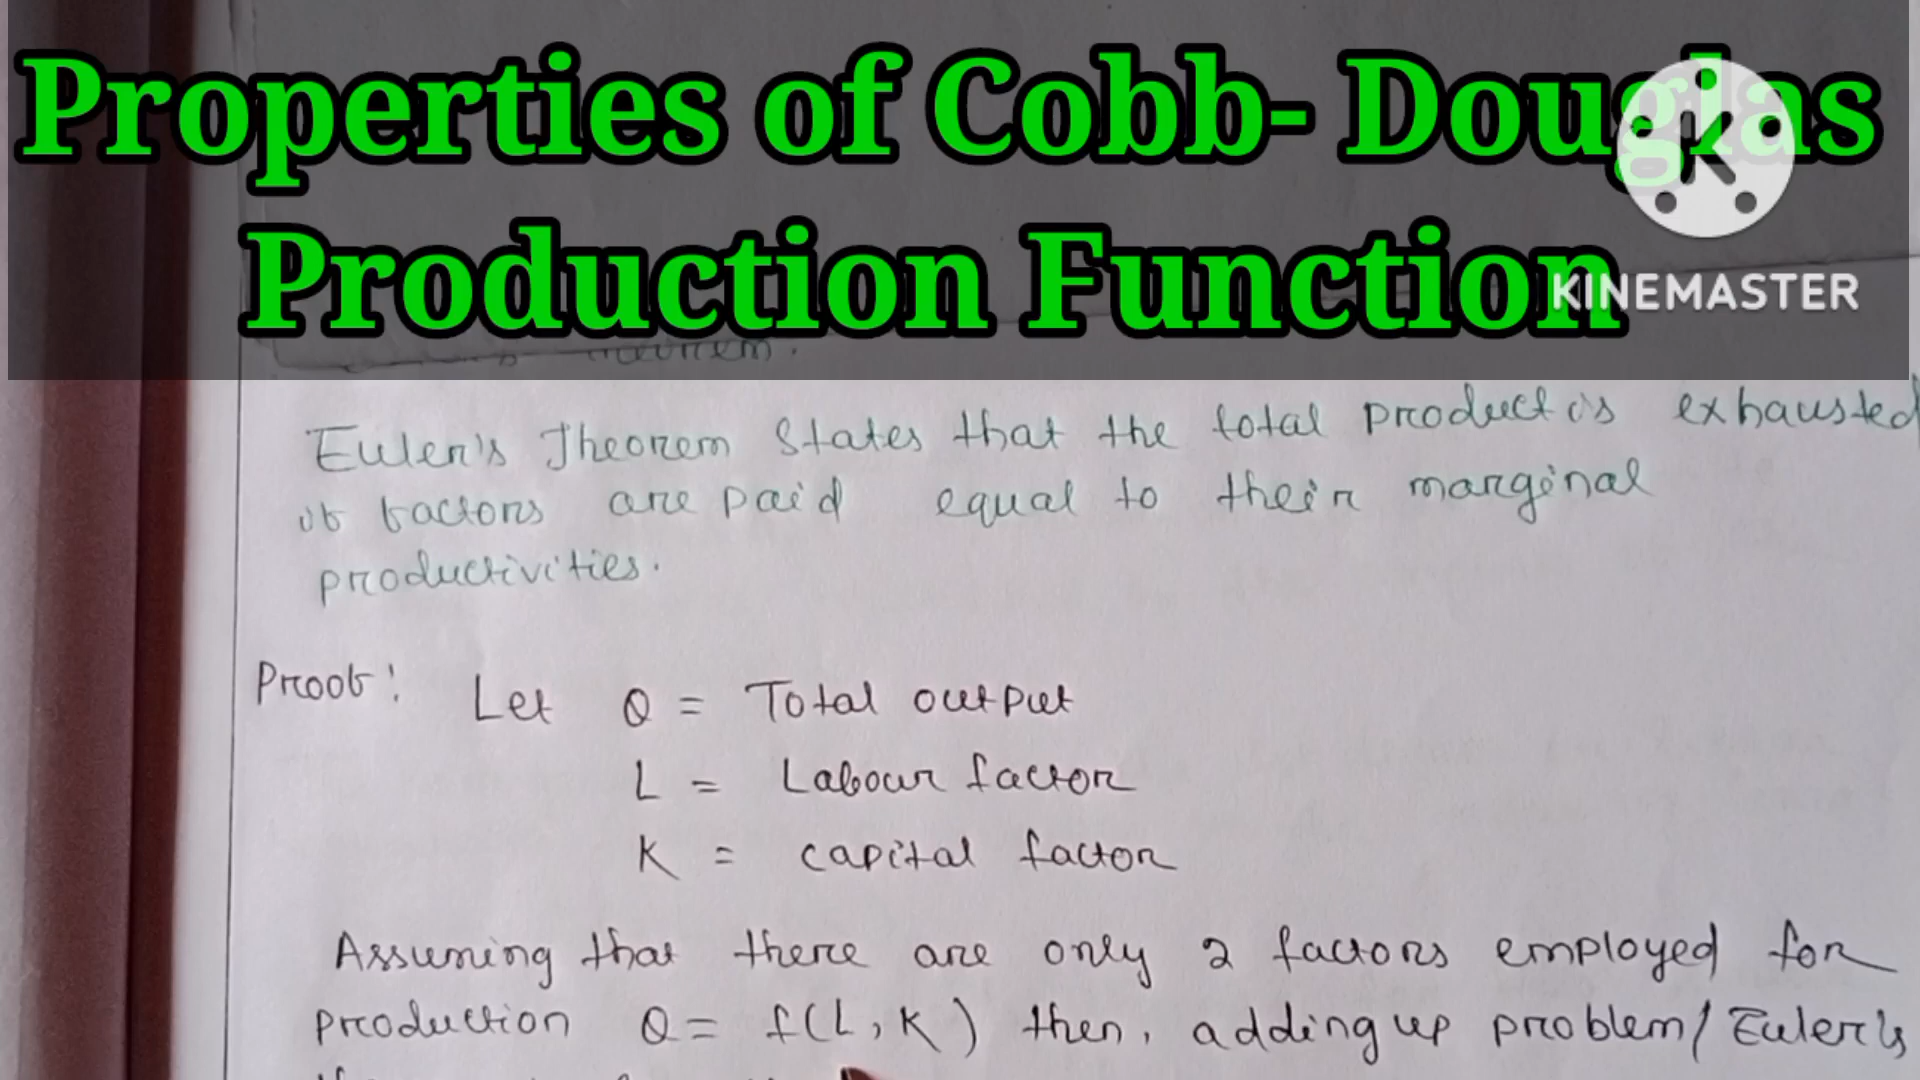 Properties of Cobb- Douglas
Production Function
KINEMASTER
theorem.
Euler's Theorem States that the total product is exhausted
if factors are paid equal to their marginal
productivities.
Proof: Let Q = Total output
L = Labour factor
K = capital factor
Assuming that there are only 2 factors employed for
production Q = f(L, K) then, adding up problem/Euler's